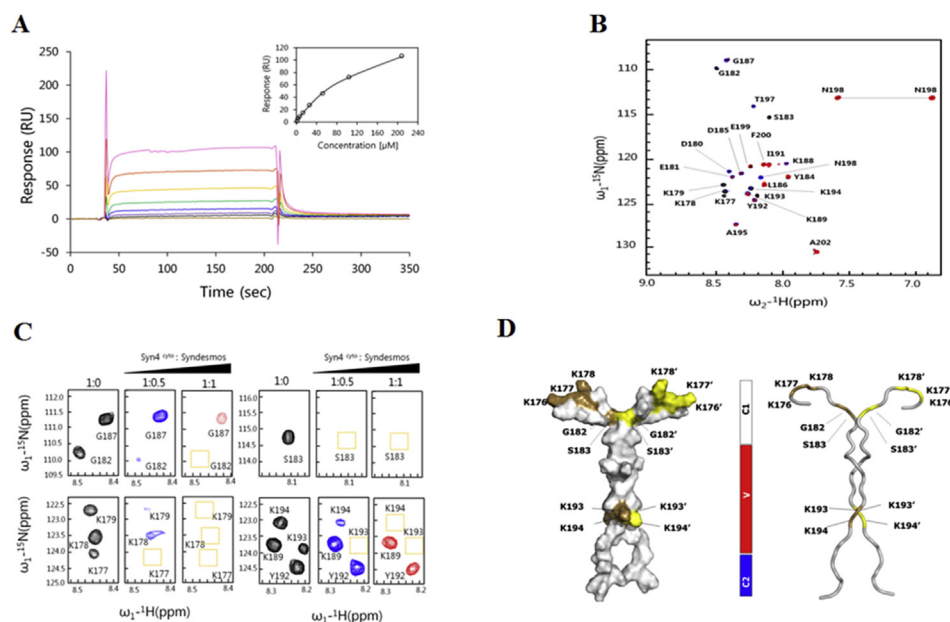 A
Response (RU)
250
200
150
100
50
0
-50
0
50
100
150
200
250
300
350
Time (sec)
Response (RU)
120
100
80
60
40
20
0
0
40
80
120
160
200
240
Concentration [µM]
B
ω₁-¹⁵N(ppm)
110
115
120
125
130
9.0
8.5
8.0
7.5
7.0
ω₂-¹H(ppm)
G187
G182
N198
N198
T197
S183
E199
F200
D185
I191
D180
K188
E181
N198
Y184
K179
L186
K194
K178
K177
K193
Y192
K189
A195
A202
C
Syn4 cyto : Syndesmos
Syn4 cyto : Syndesmos
1:0
1:0.5
1:1
1:0
1:0.5
1:1
ω₁-¹⁵N(ppm)
111.0
111.5
110.0
110.5
109.5
G187
G182
G187
G182
G187
G182
8.5
8.4
8.5
8.4
8.5
8.4
116.0
115.5
115.0
114.5
114.0
S183
S183
S183
8.1
8.1
8.1
ω₁-¹⁵N(ppm)
122.5
123.0
123.5
124.0
124.5
125.0
K179
K178
K177
K179
K178
K177
K179
K178
K177
8.5
8.4
8.5
8.4
8.5
8.4
122.5
123.0
123.5
124.0
124.5
K194
K193
K189
Y192
K194
K193
K189
Y192
K194
K193
K189
Y192
8.3
8.2
8.3
8.2
8.3
8.2
ω₁-¹H(ppm)
ω₁-¹H(ppm)
D
K178
K177
K176
K178′
K177′
K176′
G182
S183
G182′
S183′
K193
K194
K193′
K194′
C1
V
C2
K177
K178
K176
K178′
K177′
K176′
G182
S183
G182′
S183′
K193
K194
K193′
K194′